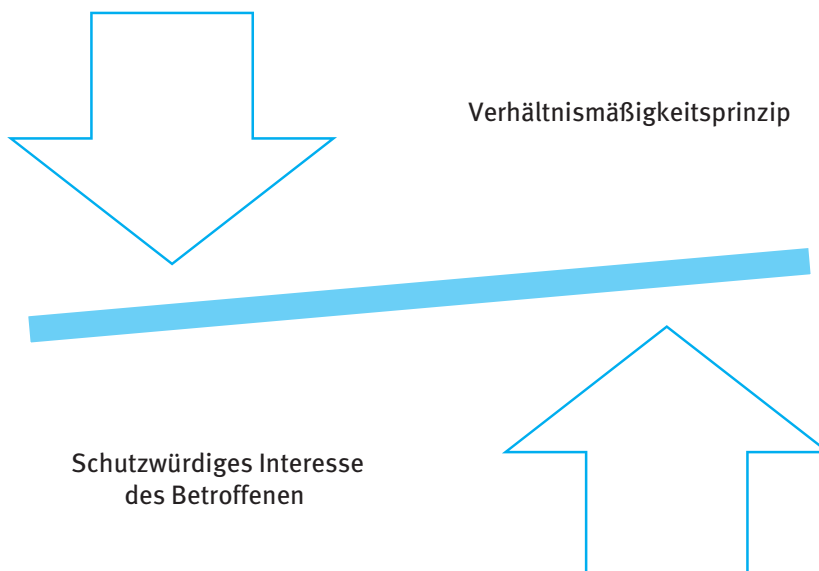 Verhältnismäßigkeitsprinzip
Schutzwürdiges Interesse
des Betroffenen